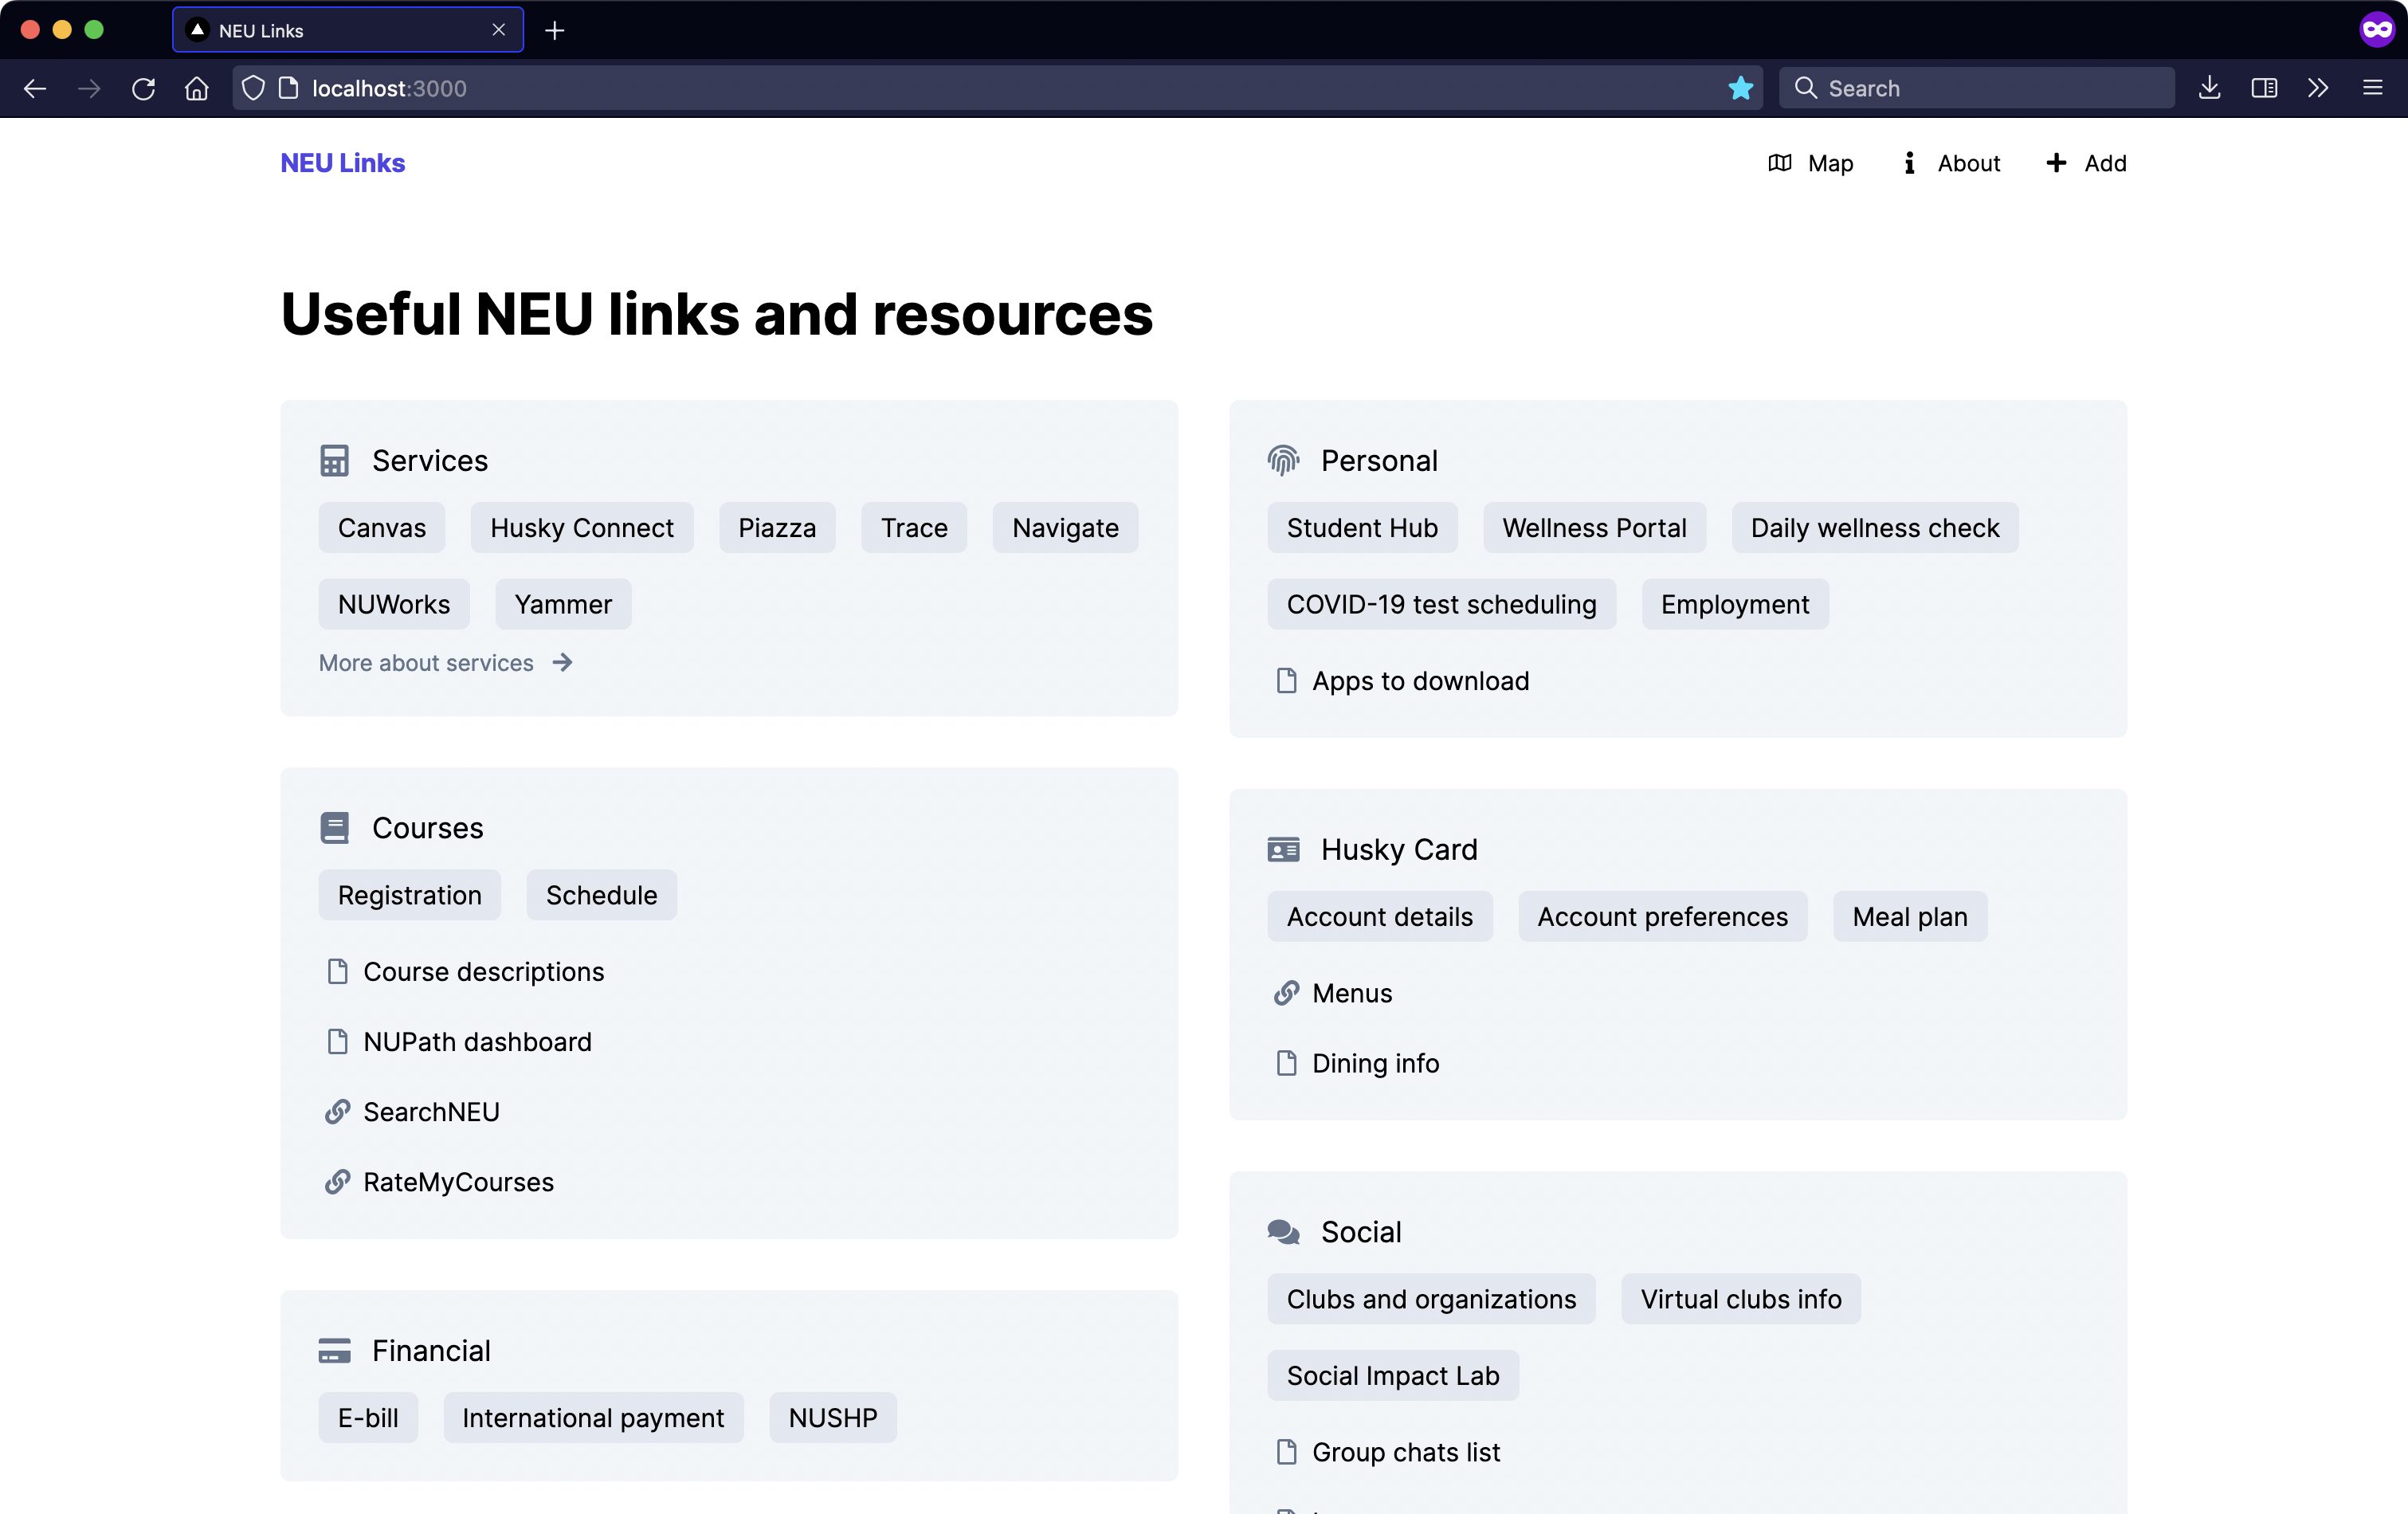 NEU Links
localhost:3000
Search
NEU Links
Map
About
Add
Useful NEU links and resources
Services
Canvas
Husky Connect
Piazza
Trace
Navigate
NUWorks
Yammer
More about services
Courses
Registration
Schedule
Course descriptions
NUPath dashboard
SearchNEU
RateMyCourses
Financial
E-bill
International payment
NUSHP
Personal
Student Hub
Wellness Portal
Daily wellness check
COVID-19 test scheduling
Employment
Apps to download
Husky Card
Account details
Account preferences
Meal plan
Menus
Dining info
Social
Clubs and organizations
Virtual clubs info
Social Impact Lab
Group chats list